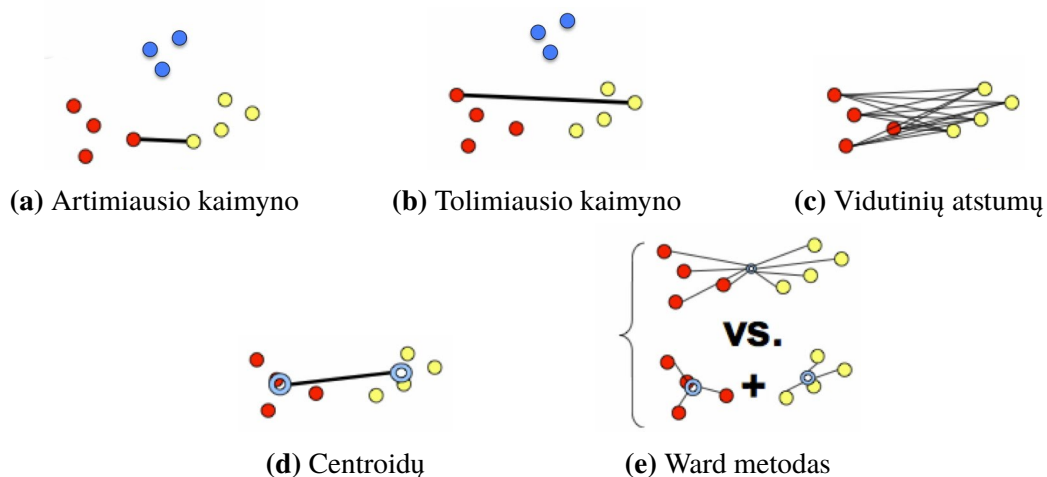 (a) Artimiausio kaimyno
(b) Tolimiausio kaimyno
(c) Vidutinių atstumų
vs.
+
(d) Centroidų
(e) Ward metodas